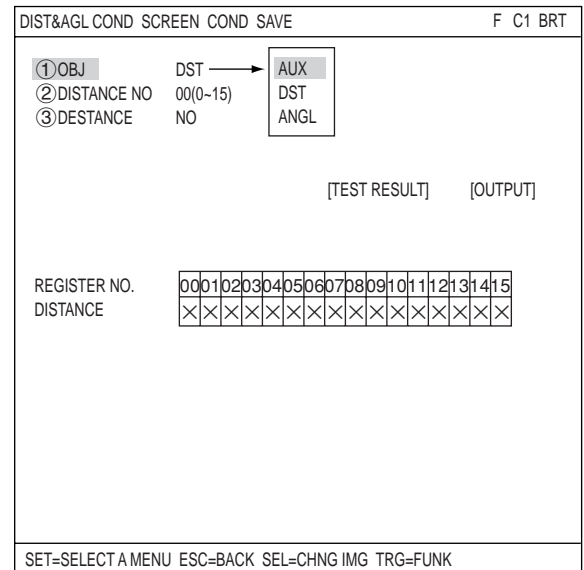 DIST&AGL COND SCREEN COND SAVE F C1 BRT
①OBJ DST AUX
②DISTANCE NO 00(0~15) DST
③DESTANCE NO ANGL
[TEST RESULT] [OUTPUT]
REGISTER NO. 00 01 02 03 04 05 06 07 08 09 10 11 12 13 14 15
DISTANCE × × × × × × × × × × × × × × × ×
SET=SELECT A MENU ESC=BACK SEL=CHNG IMG TRG=FUNK